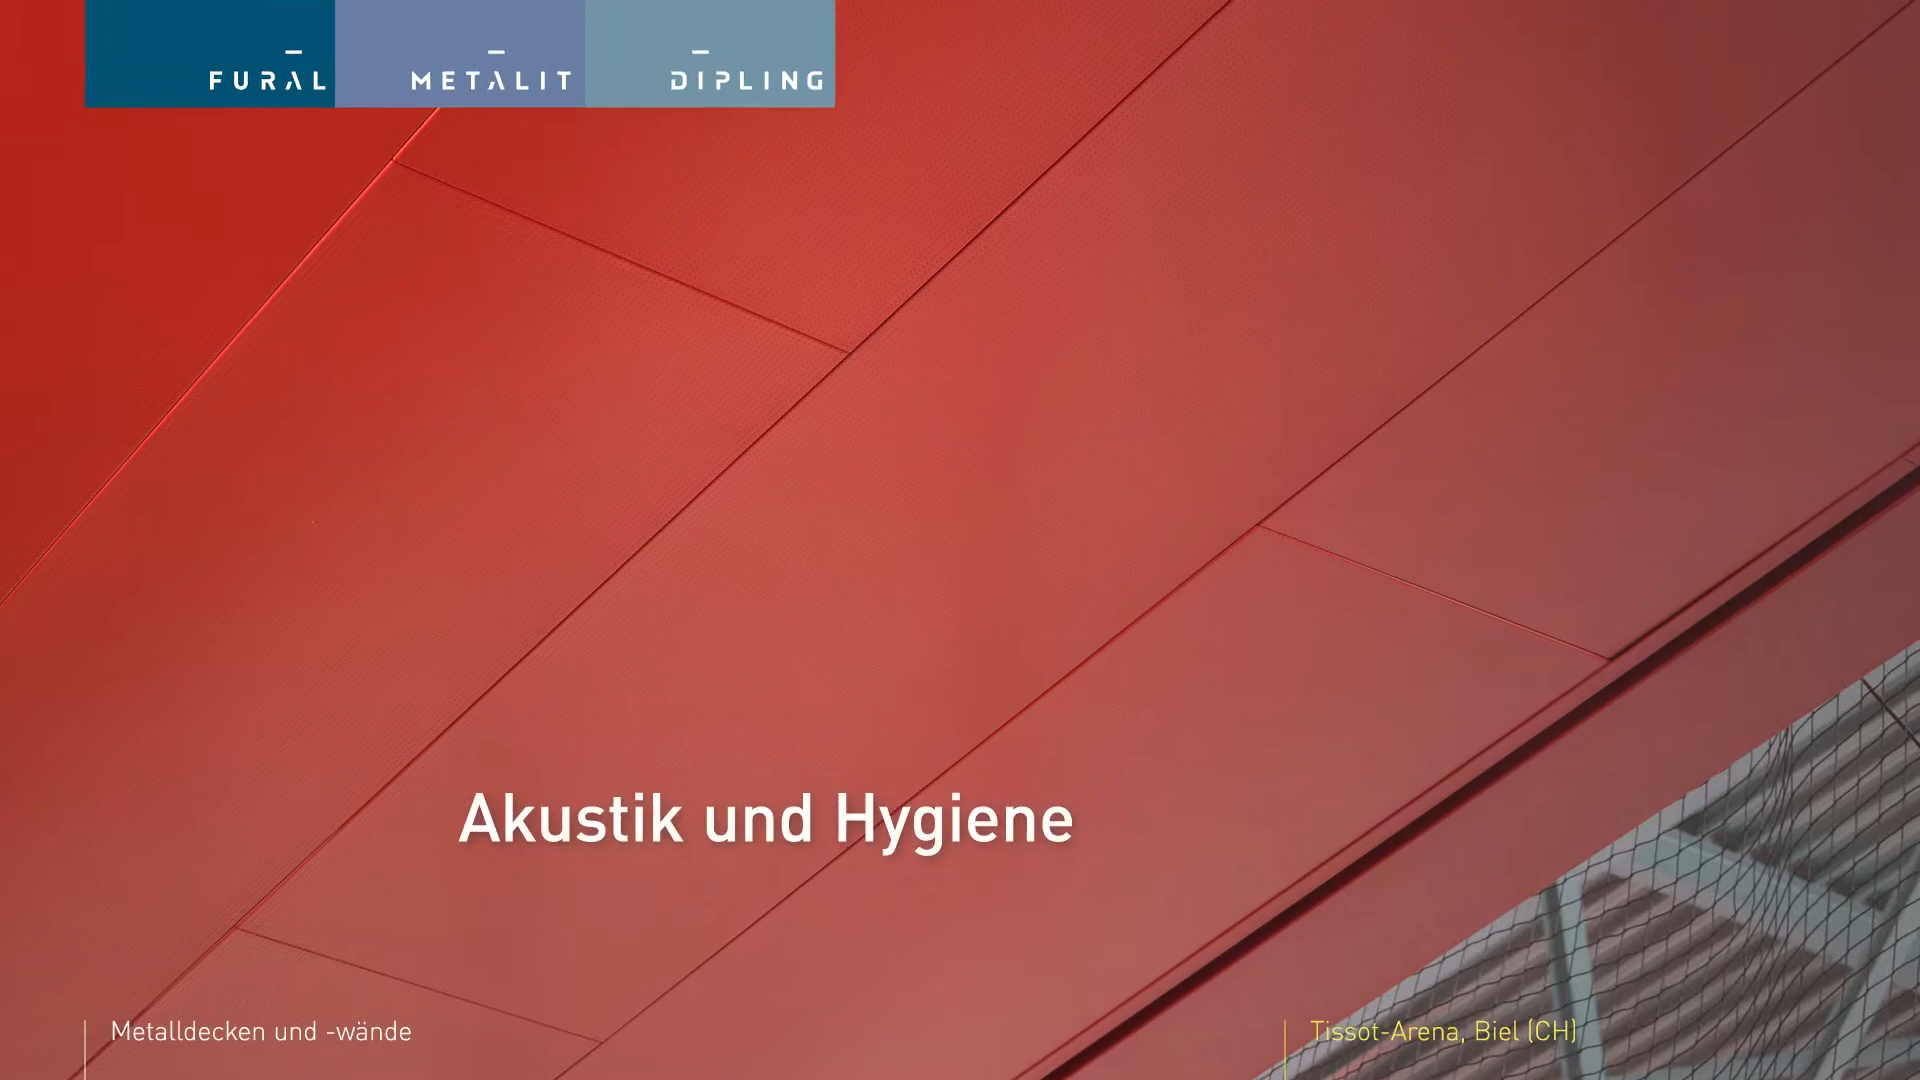 FURAL METALIT DIPLING
Akustik und Hygiene
Metalldecken und -wände
Tissot-Arena, Biel (CH)